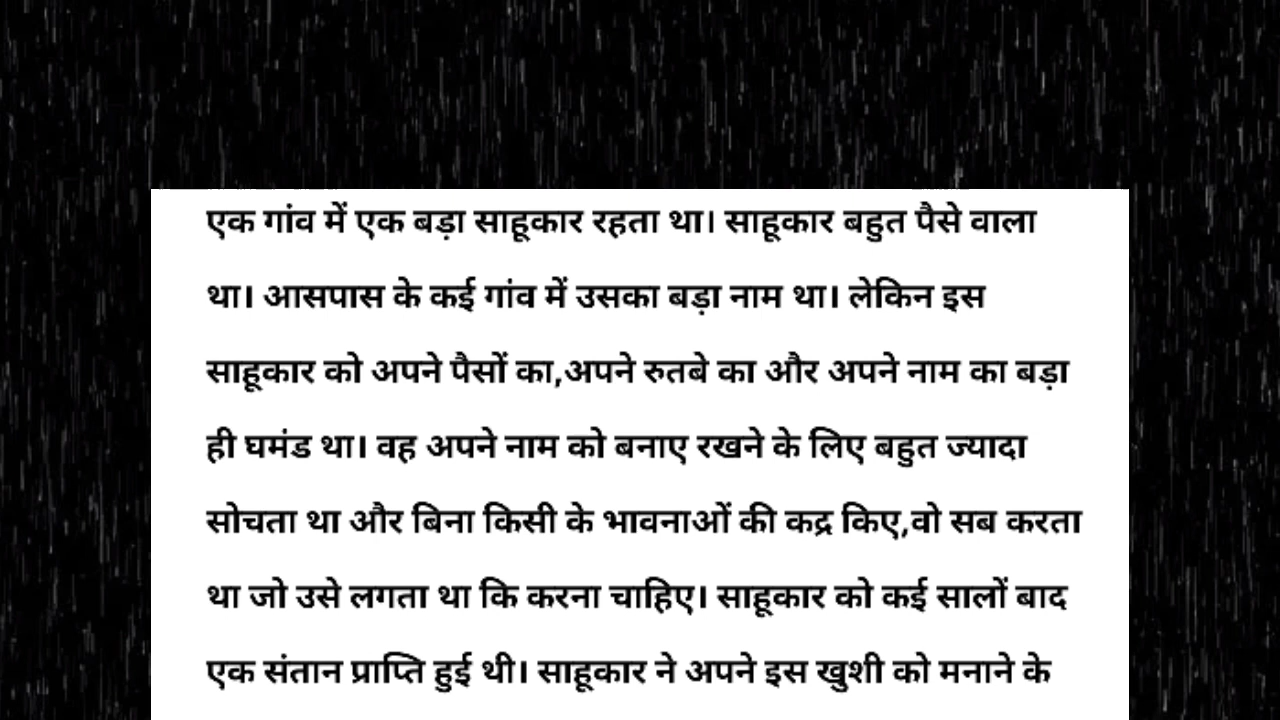 एक गांव में एक बड़ा साहूकार रहता था। साहूकार बहुत पैसे वाला
था। आसपास के कई गांव में उसका बड़ा नाम था। लेकिन इस
साहूकार को अपने पैसों का,अपने रुतबे का और अपने नाम का बड़ा
ही घमंड था। वह अपने नाम को बनाए रखने के लिए बहुत ज्यादा
सोचता था और बिना किसी के भावनाओं की कद्र किए,वो सब करता
था जो उसे लगता था कि करना चाहिए। साहूकार को कई सालों बाद
एक संतान प्राप्ति हुई थी। साहूकार ने अपने इस खुशी को मनाने के